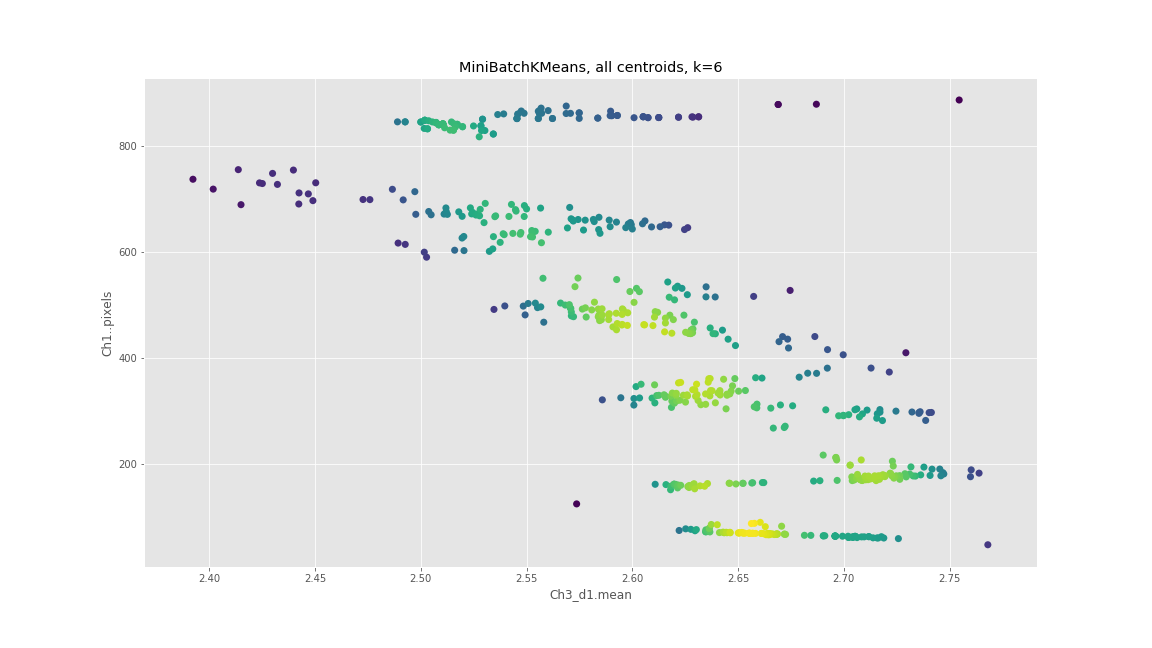 MiniBatchKMeans, all centroids, k=6
800
600
400
200
Ch1..pixels
2.40 2.45 2.50 2.55 2.60 2.65 2.70 2.75
Ch3_d1.mean